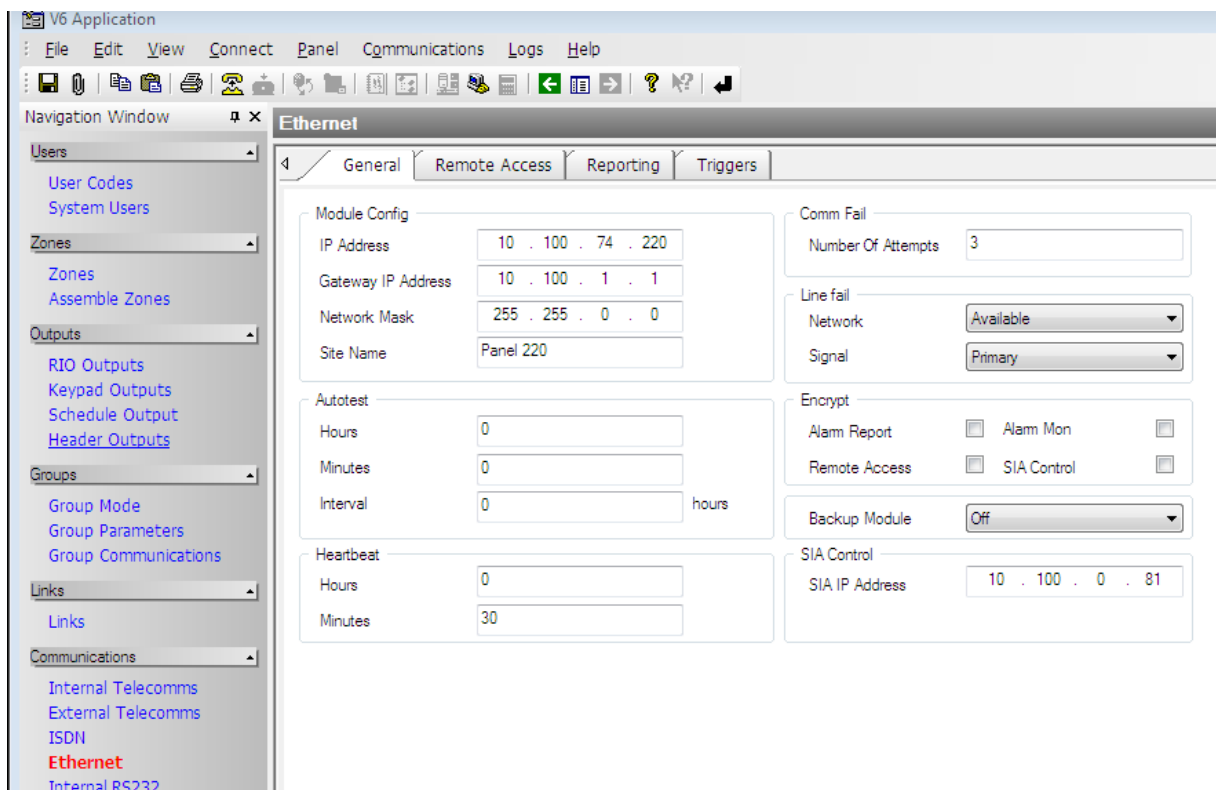 V6 Application
File Edit View Connect Panel Communications Logs Help
Navigation Window
Users
User Codes
System Users
Zones
Zones
Assemble Zones
Outputs
RIO Outputs
Keypad Outputs
Schedule Output
Header Outputs
Groups
Group Mode
Group Parameters
Group Communications
Links
Links
Communications
Internal Telecomms
External Telecomms
ISDN
Ethernet
Internal RS232
Ethernet
General Remote Access Reporting Triggers
Module Config
IP Address 10 . 100 . 74 . 220
Gateway IP Address 10 . 100 . 1 . 1
Network Mask 255 . 255 . 0 . 0
Site Name Panel 220
Autotest
Hours 0
Minutes 0
Interval 0 hours
Heartbeat
Hours 0
Minutes 30
Comm Fail
Number Of Attempts 3
Line fail
Network Available
Signal Primary
Encrypt
Alarm Report Alarm Mon
Remote Access SIA Control
Backup Module Off
SIA Control
SIA IP Address 10 . 100 . 0 . 81